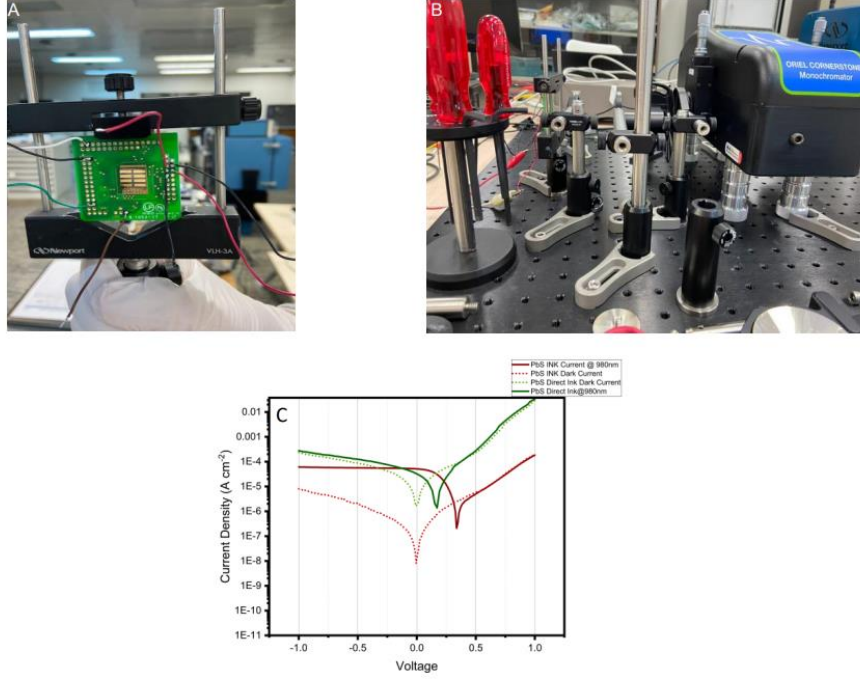 A
Newport
VLH-3A
B
ORIEL CORNERSTONE
Monochromator
PbS INK Current @ 980nm
PbS INK Dark Current
PbS Direct Ink Dark Current
PbS Direct Ink@980nm
C
0.01
0.001
1E-4
1E-5
1E-6
1E-7
1E-8
1E-9
1E-10
1E-11
Current Density (A cm⁻²)
-1.0
-0.5
0.0
0.5
1.0
Voltage